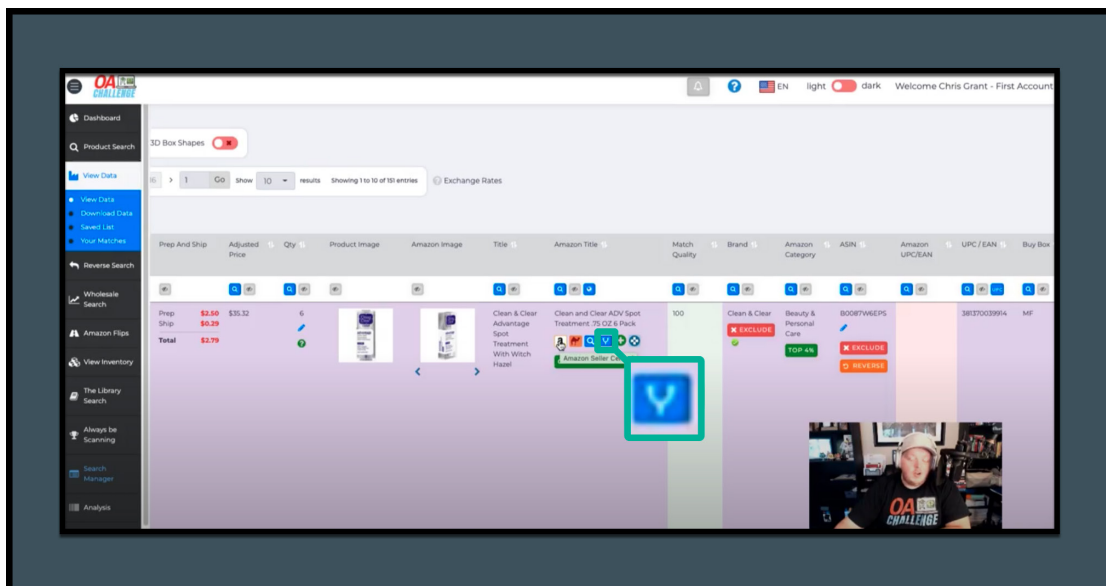 OA
CHALLENGE
EN
light
dark
Welcome Chris Grant - First Account
Dashboard
Product Search
View Data
View Data
Download Data
Saved List
Your Matches
Reverse Search
Wholesale
Search
Amazon Flips
View Inventory
The Library
Search
Always be
Scanning
Search
Manager
Analysis
3D Box Shapes
1 Go Show 10 results Showing 1 to 10 of 151 entries Exchange Rates
Prep And Ship
Adjusted
Price
Qty
Product Image
Amazon Image
Title
Amazon Title
Match
Quality
Brand
Amazon
Category
ASIN
Amazon
UPC/EAN
UPC / EAN
Buy Box
Prep $2.50
Ship $0.29
Total $2.79
$35.32
6
Clean & Clear
Advantage
Spot
Treatment
With Witch
Hazel
Clean and Clear ADV Spot
Treatment .75 OZ 6 Pack
Amazon Seller
Y
100
Clean & Clear
EXCLUDE
Beauty &
Personal
Care
TOP 4%
B0087W6EPS
EXCLUDE
REVERSE
381370039914
MF
OA
CHALLENGE